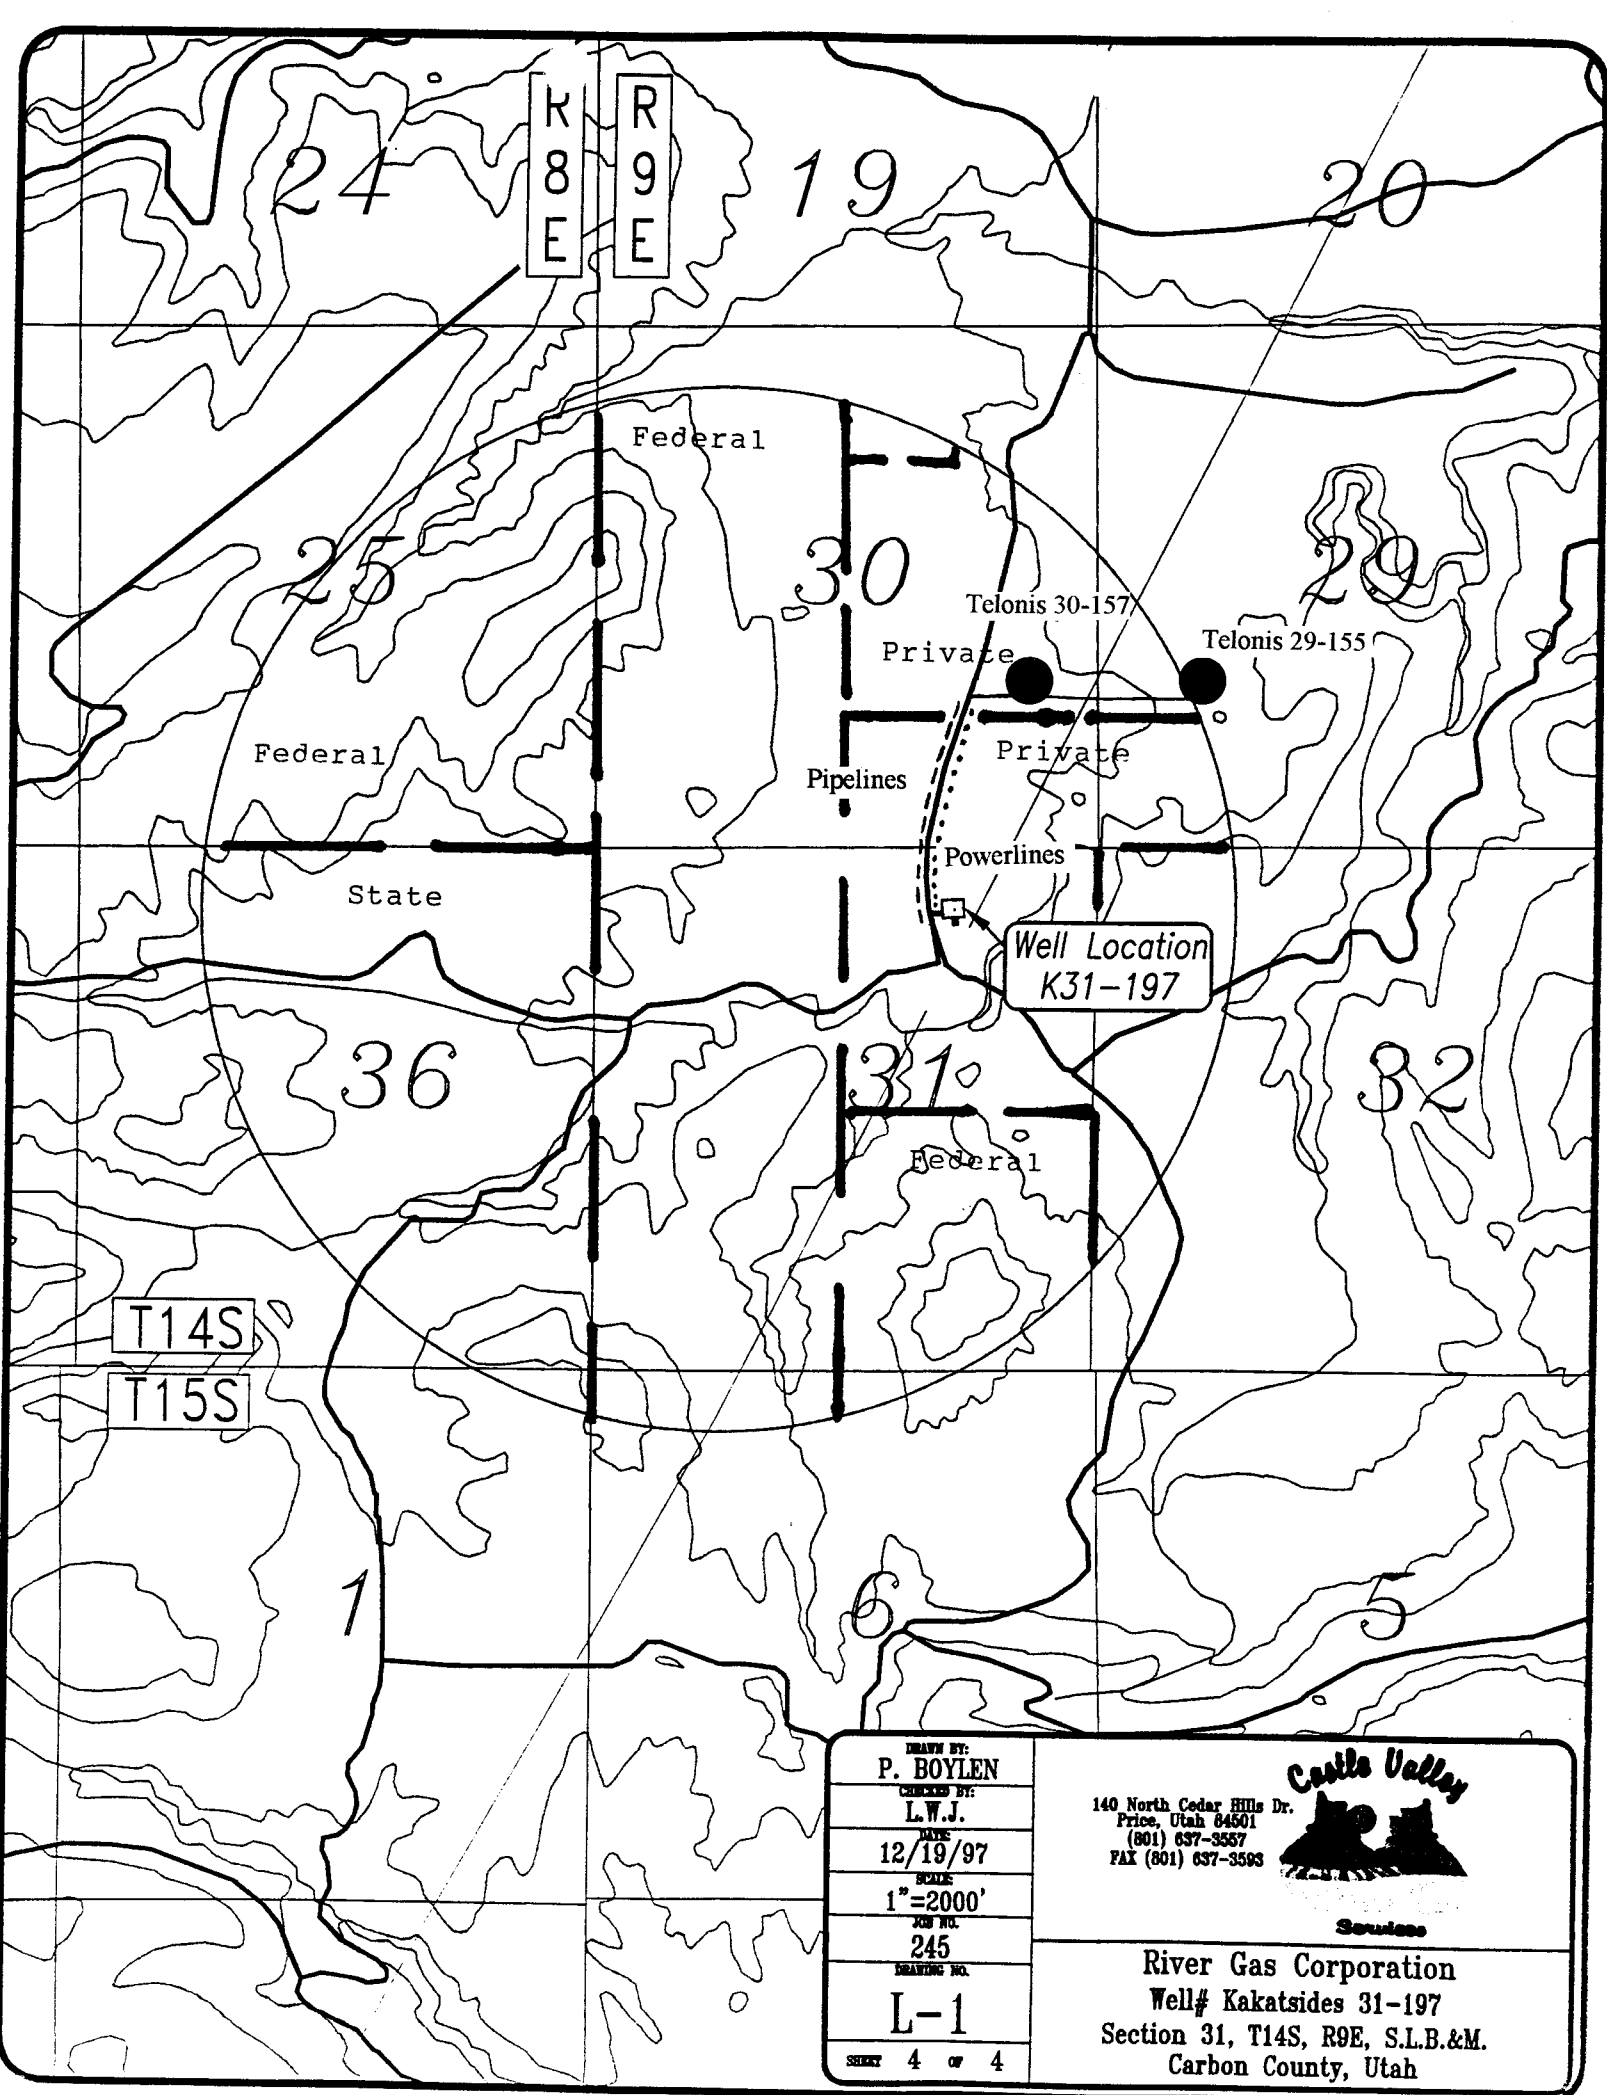 R
8
E
R
9
E
24
19
20
Federal
25
30
29
Telonis 30-157
Telonis 29-155
Private
Federal
Private
Pipelines
Powerlines
State
Well Location
K31-197
36
31
32
Federal
T14S
T15S
1
6
5
DRAWN BY:
P. BOYLEN
CHECKED BY:
L.W.J.
DATE:
12/19/97
SCALE:
1"=2000'
JOB NO.
245
DRAWING NO.
L-1
SHEET 4 OF 4
Castle Valley
140 North Cedar Hills Dr.
Price, Utah 84501
(801) 637-3557
FAX (801) 637-3593
Services
River Gas Corporation
Well# Kakatsides 31-197
Section 31, T14S, R9E, S.L.B.&M.
Carbon County, Utah